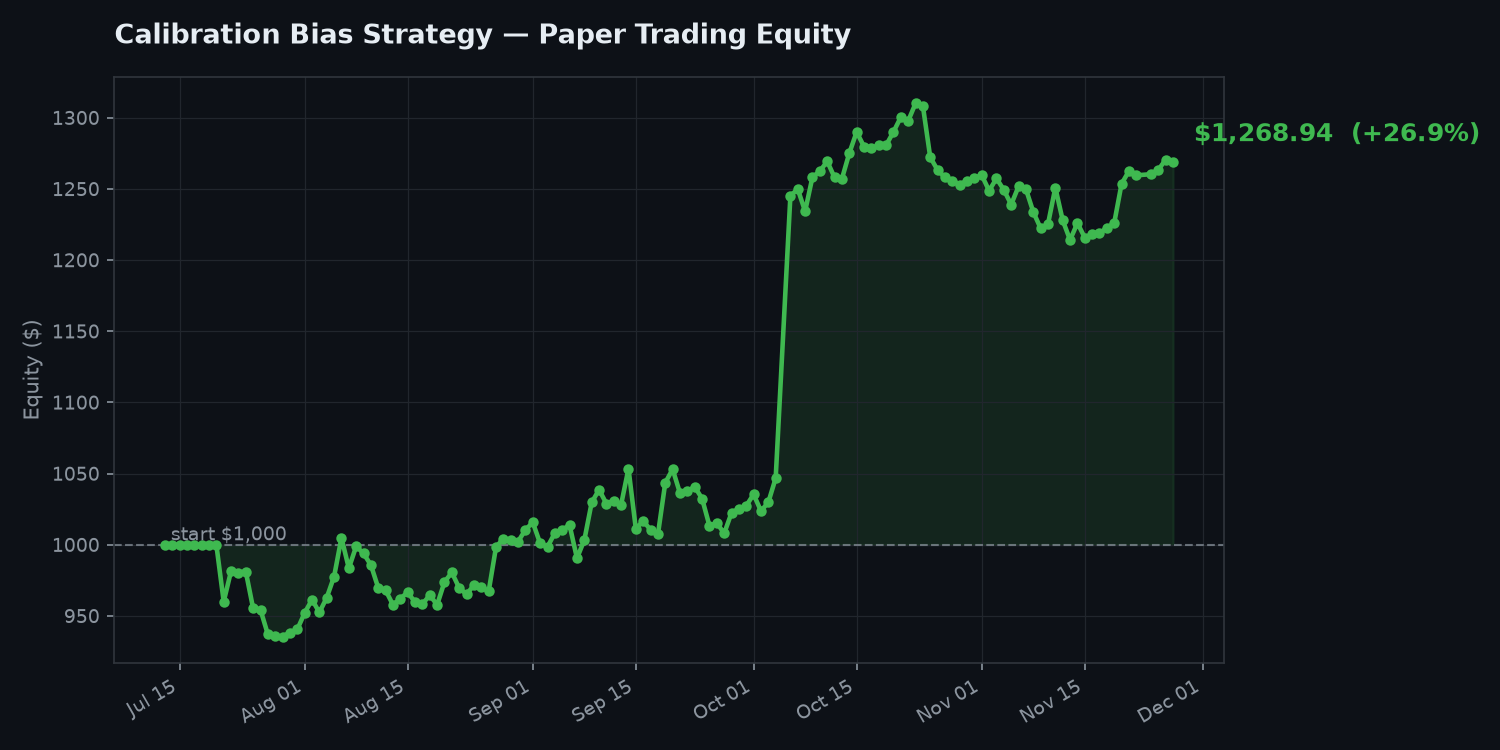 Calibration Bias Strategy — Paper Trading Equity
$1,268.94 (+26.9%)
Equity ($)
1300
1250
1200
1150
1100
1050
1000
950
start $1,000
Jul 15
Aug 01
Aug 15
Sep 01
Sep 15
Oct 01
Oct 15
Nov 01
Nov 15
Dec 01